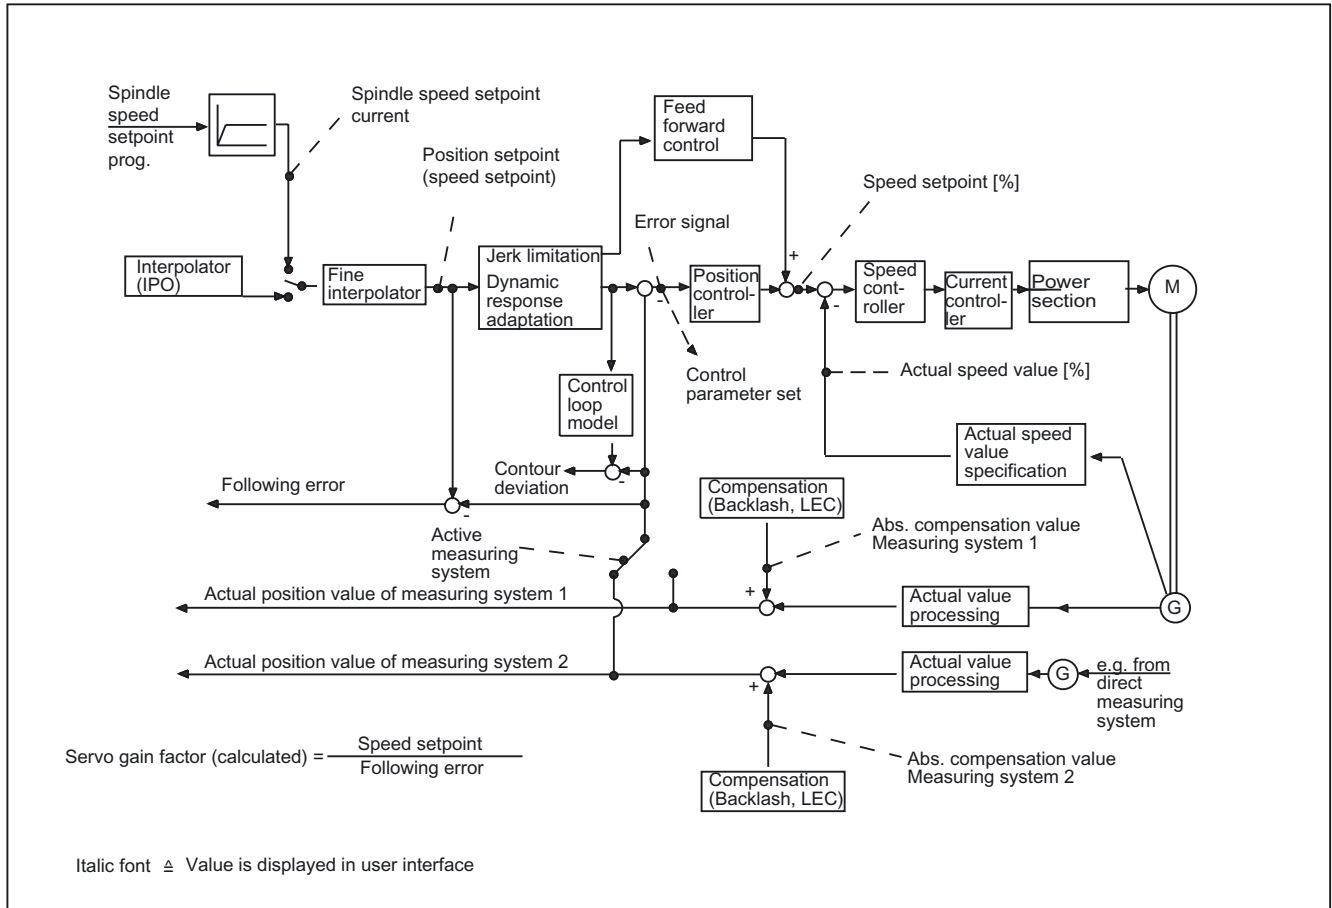 Spindle
speed
setpoint
prog.
Spindle speed setpoint
current
Position setpoint
(speed setpoint)
Feed
forward
control
Speed setpoint [%]
Error signal
+
Interpolator
(IPO)
Fine
interpolator
Jerk limitation
Dynamic
response
adaptation
-
Position
control-
ler
-
Speed
cont-
roller
Current
control-
ler
Power
section
M
Control
parameter set
Actual speed value [%]
Control
loop
model
Actual speed
value
specification
Contour
deviation
-
Following error
-
Compensation
(Backlash, LEC)
Active
measuring
system
Abs. compensation value
Measuring system 1
Actual position value of measuring system 1
+
Actual value
processing
G
Actual position value of measuring system 2
+
Actual value
processing
G
e.g. from
direct
measuring
system
Servo gain factor (calculated) =
Speed setpoint
Following error
Abs. compensation value
Measuring system 2
Compensation
(Backlash, LEC)
Italic font ≙ Value is displayed in user interface